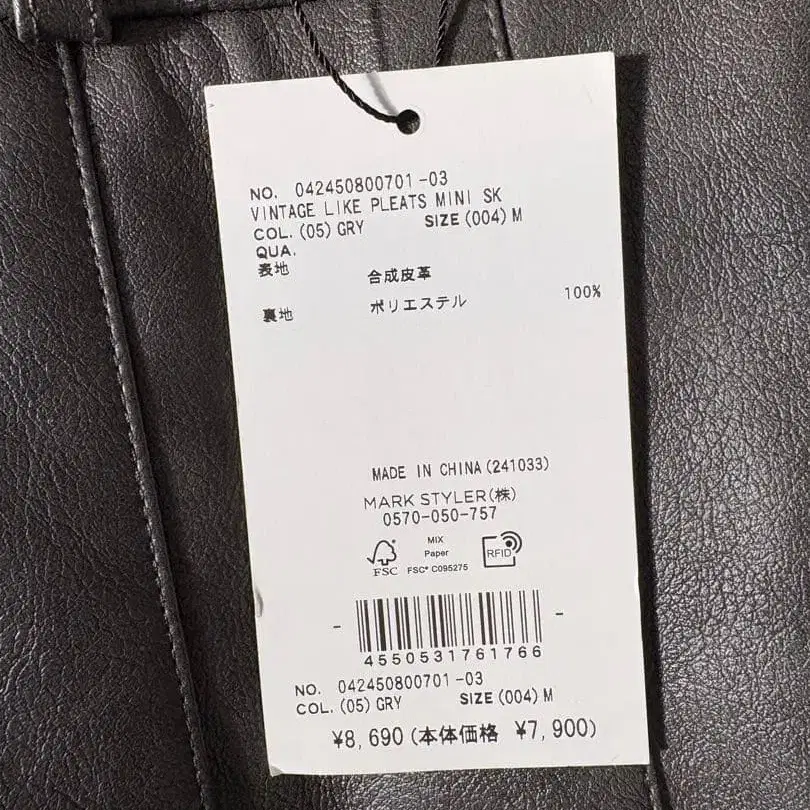 NO. 042450800701-03
VINTAGE LIKE PLEATS MINI SK
COL. (05) GRY SIZE (004) M
QUA.
表地 合成皮革
裏地 ポリエステル 100%
MADE IN CHINA (241033)
MARK STYLER(株)
0570-050-757
FSC
MIX
Paper
FSC® C095275
RFID
4550531761766
NO. 042450800701-03
COL. (05) GRY SIZE (004) M
¥8,690 (本体価格 ¥7,900)